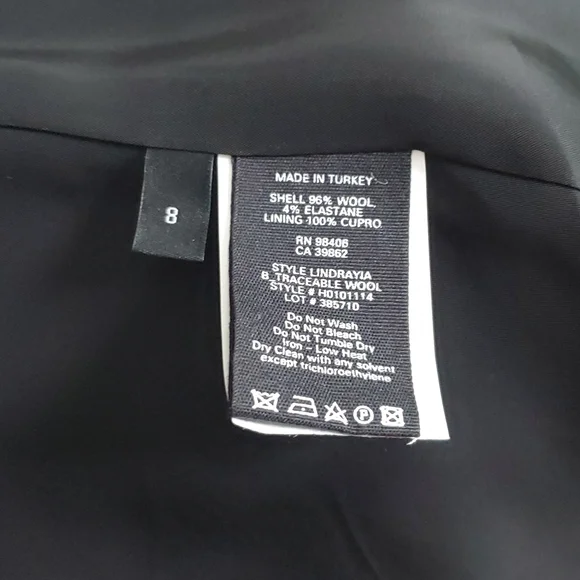 8
MADE IN TURKEY
SHELL 96% WOOL
4% ELASTANE
LINING 100% CUPRO
RN 98406
CA 39862
STYLE LINDRAYIA
B_TRACEABLE WOOL
STYLE # H0101114
LOT # 385710
Do Not Wash
Do Not Bleach
Do Not Tumble Dry
Iron - Low Heat
Dry Clean with any solvent
except trichloroethylene
P